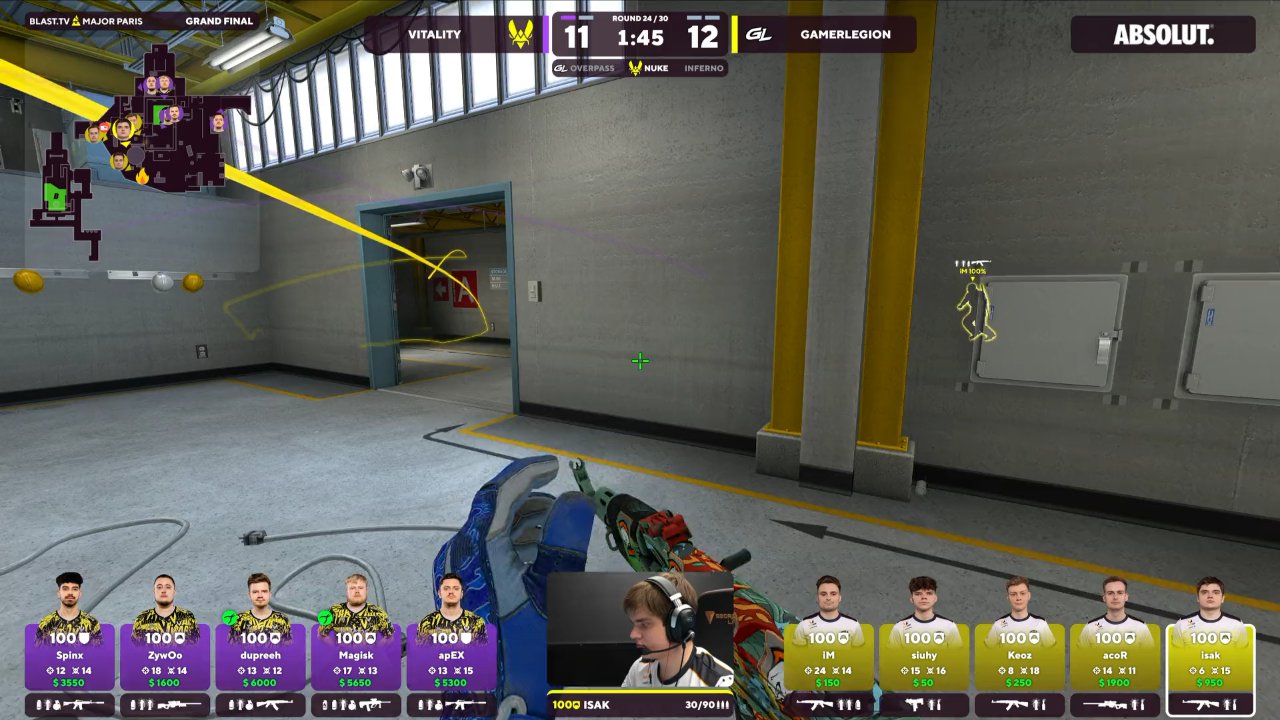 BLAST.TV MAJOR PARIS GRAND FINAL
VITALITY 11 ROUND 24 / 30 1:45 12 GL GAMERLEGION
GL OVERPASS NUKE INFERNO
ABSOLUT.
A
IM 100%
100 100 100 100 100 100 100 100 100 100
Spinx ZywOo dupreeh Magisk apEX iM siuhy Keoz acoR isak
12 14 18 14 13 12 17 13 13 15 24 14 15 16 8 18 14 13 6 15
$3550 $1600 $6000 $5650 $5300 $150 $50 $250 $1900 $950
100 ISAK 30/90